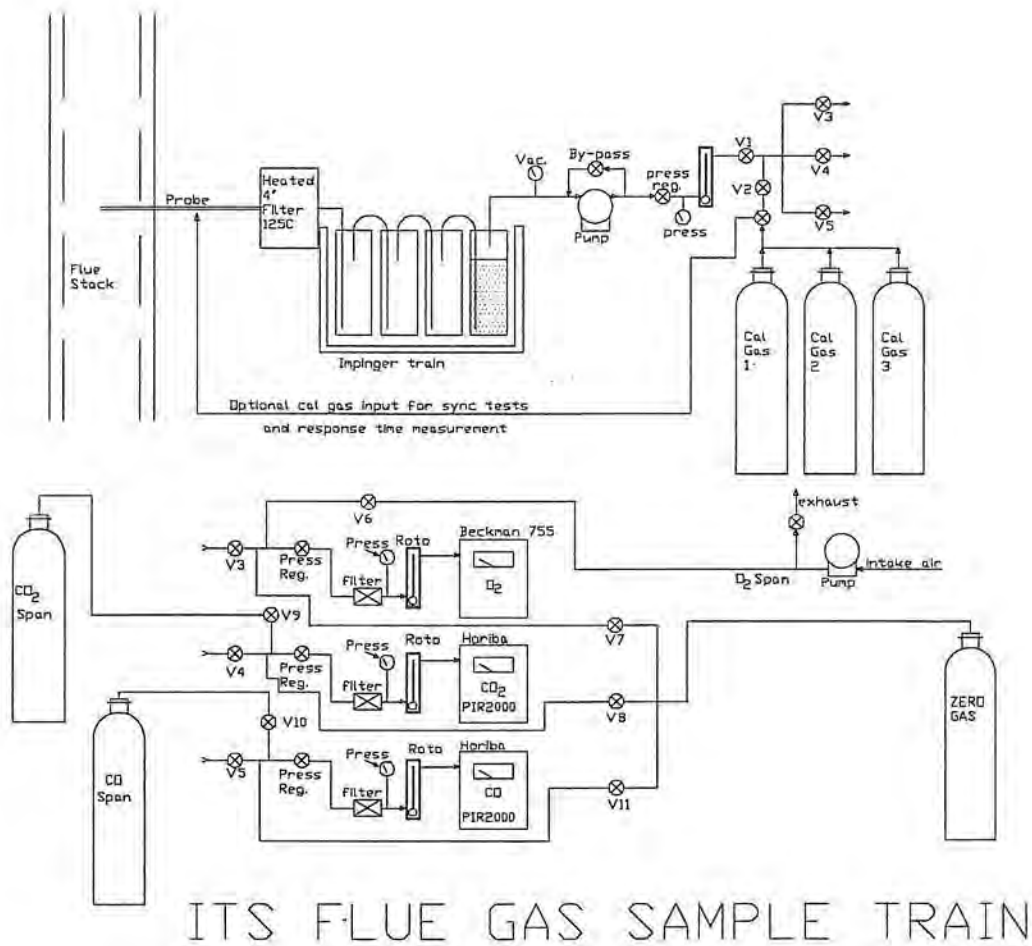 V3
V1
By-pass
Vac.
press
reg.
V4
Heated
4"
Filter
125C
V2
Probe
V5
Pump
press
Flue
Stack
Cal
Gas
1
Cal
Gas
2
Cal
Gas
3
Impinger train
Optional cal gas input for sync tests
and response time measurement
exhaust
V6
Beckman 755
Press
Roto
V3
Press
Reg.
O2
intake air
CO2
Span
Filter
O2 Span
Pump
V9
V7
Press
Roto
Horiba
V4
Press
Reg.
CO2
Filter
PIR2000
V8
ZERO
GAS
V10
Press
Roto
Horiba
CO
Span
V5
Press
Reg.
CO
Filter
PIR2000
V11
ITS FLUE GAS SAMPLE TRAIN